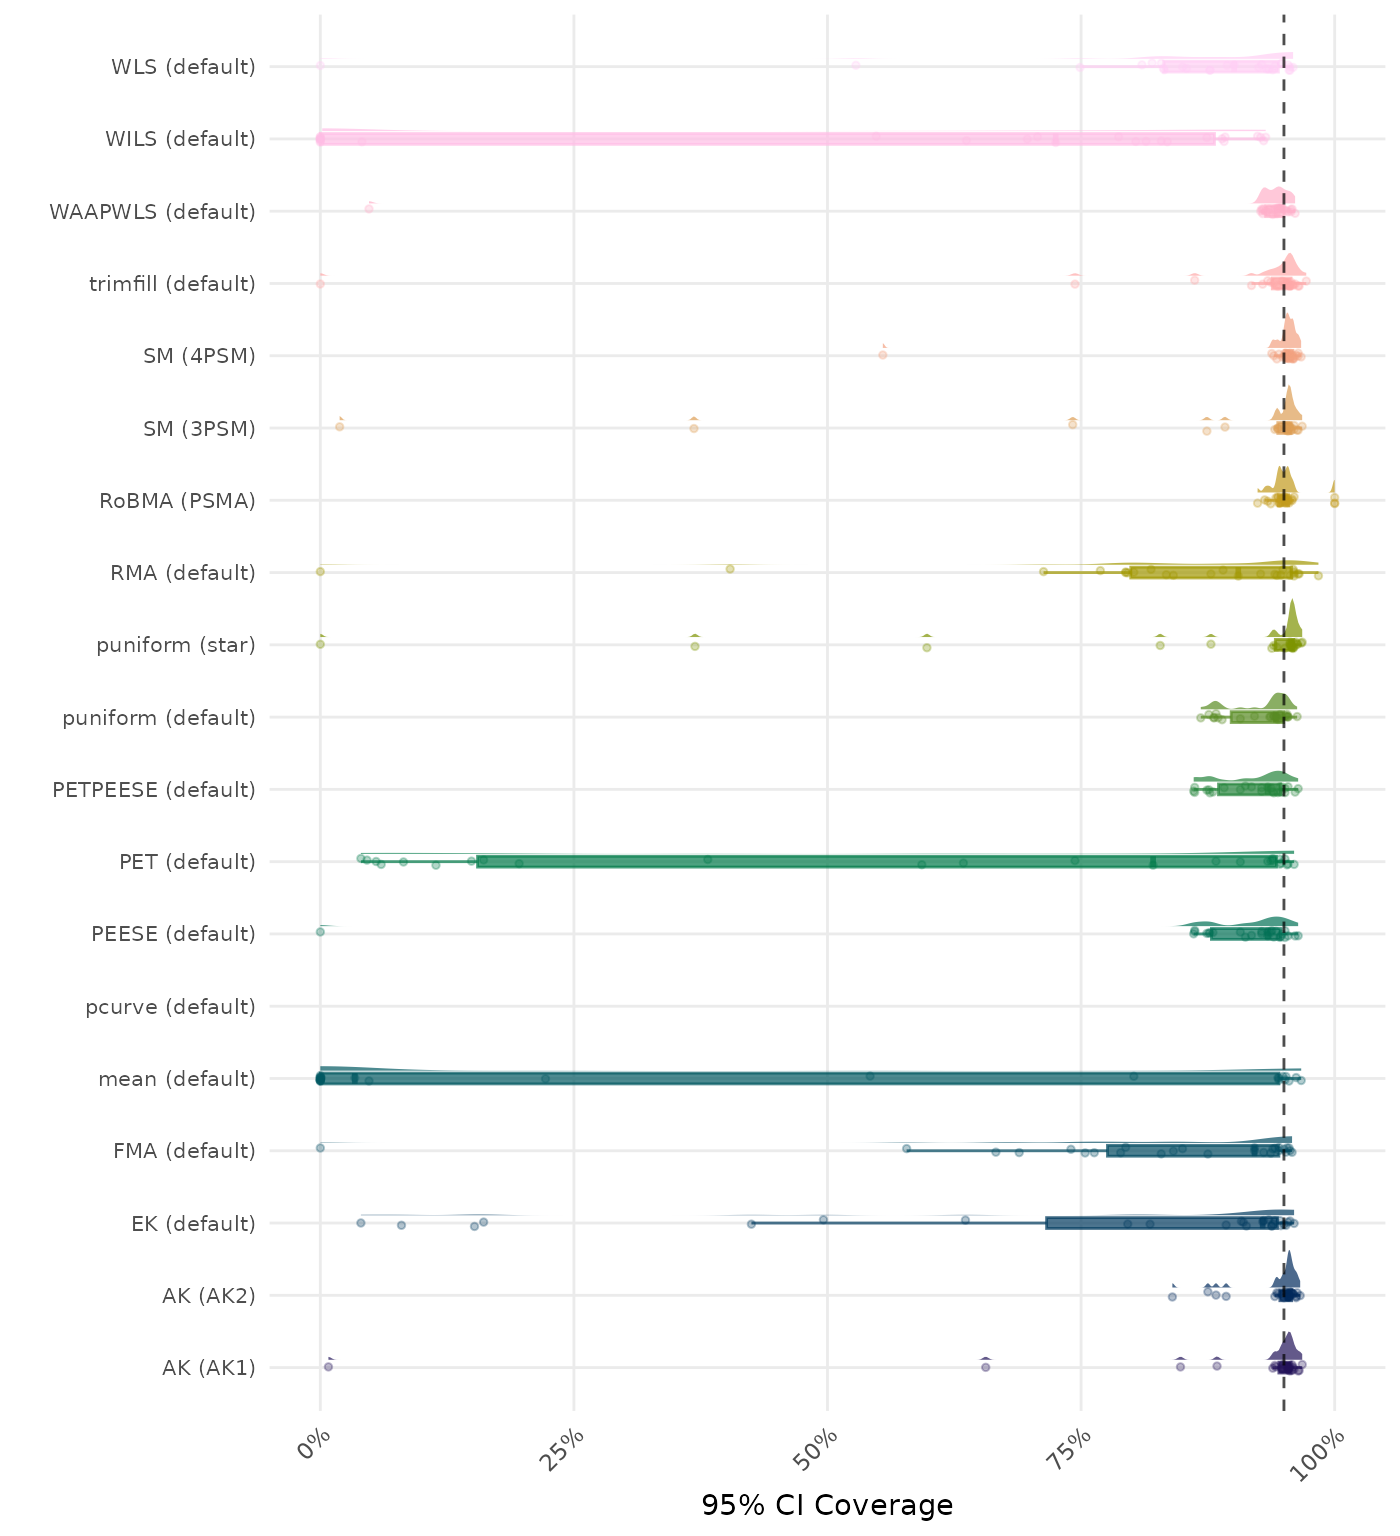 WLS (default)
WILS (default)
WAAPWLS (default)
trimfill (default)
SM (4PSM)
SM (3PSM)
RoBMA (PSMA)
RMA (default)
puniform (star)
puniform (default)
PETPEESE (default)
PET (default)
PEESE (default)
pcurve (default)
mean (default)
FMA (default)
EK (default)
AK (AK2)
AK (AK1)
0%
25%
50%
75%
100%
95% CI Coverage